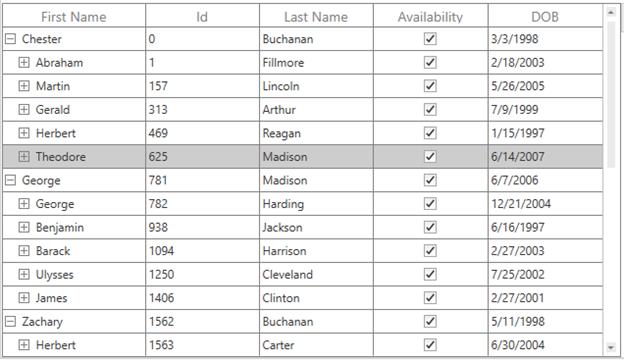 First Name Id Last Name Availability DOB
Chester 0 Buchanan 3/3/1998
Abraham 1 Fillmore 2/18/2003
Martin 157 Lincoln 5/26/2005
Gerald 313 Arthur 7/9/1999
Herbert 469 Reagan 1/15/1997
Theodore 625 Madison 6/14/2007
George 781 Madison 6/7/2006
George 782 Harding 12/21/2004
Benjamin 938 Jackson 6/16/1997
Barack 1094 Harrison 2/27/2003
Ulysses 1250 Cleveland 7/25/2002
James 1406 Clinton 2/27/2001
Zachary 1562 Buchanan 5/11/1998
Herbert 1563 Carter 6/30/2004